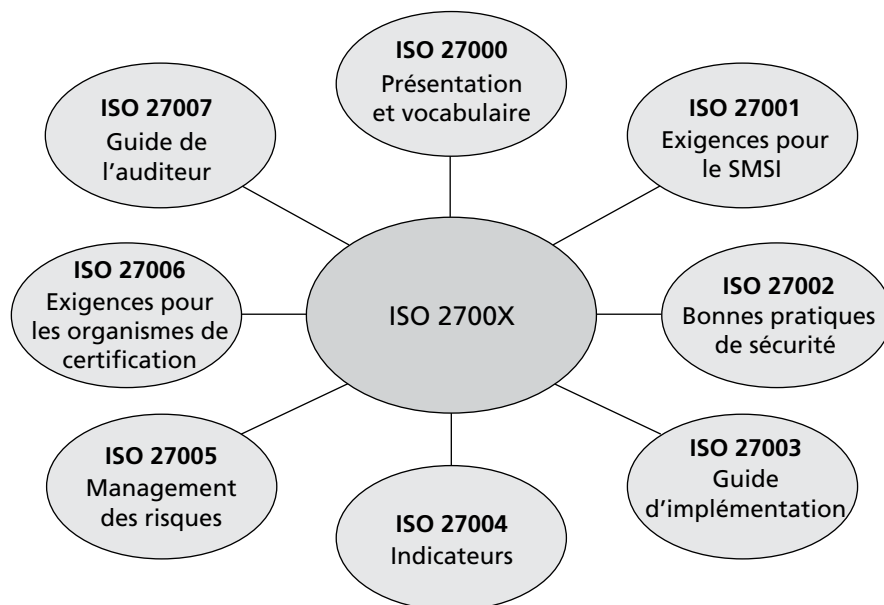 ISO 27000
Présentation
et vocabulaire
ISO 27001
Exigences pour
le SMSI
ISO 27002
Bonnes pratiques
de sécurité
ISO 27003
Guide
d’implémentation
ISO 27004
Indicateurs
ISO 27005
Management
des risques
ISO 27006
Exigences pour
les organismes de
certification
ISO 27007
Guide de
l’auditeur
ISO 2700X